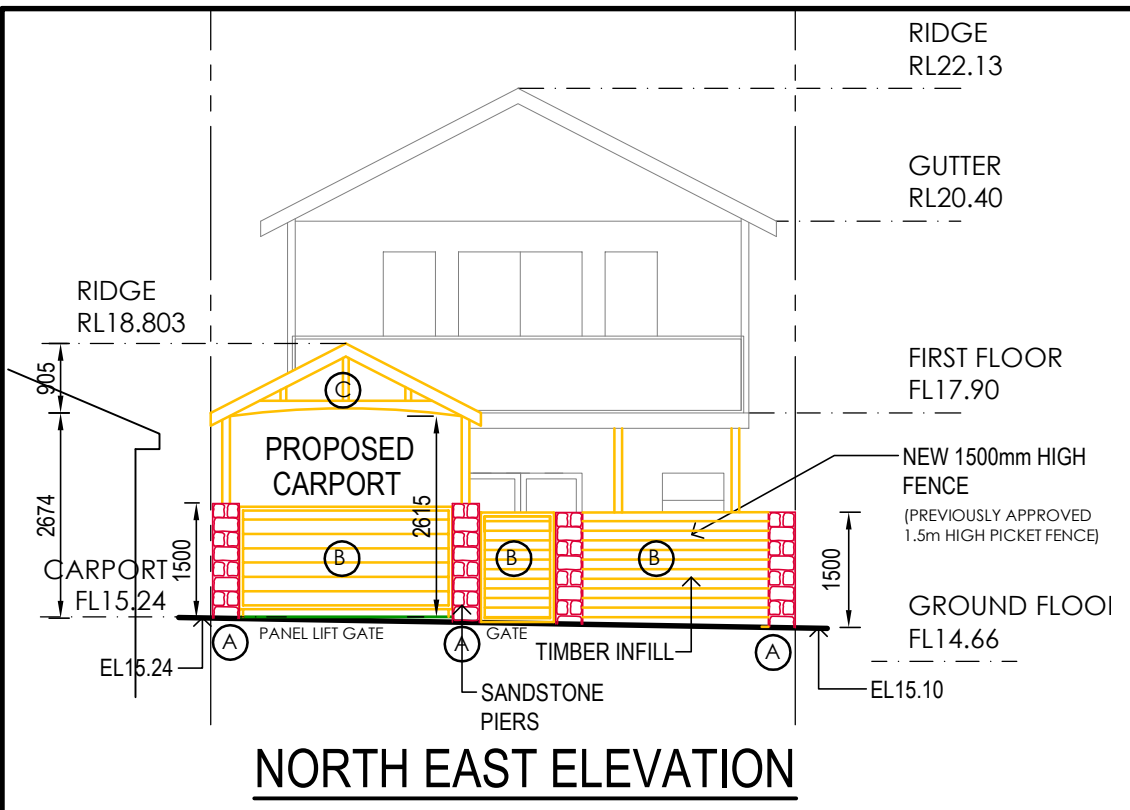 RIDGE
RL22.13
GUTTER
RL20.40
RIDGE
RL18.803
905
FIRST FLOOR
FL17.90
C
PROPOSED
CARPORT
2674
2615
1500
NEW 1500mm HIGH
FENCE
(PREVIOUSLY APPROVED
1.5m HIGH PICKET FENCE)
B
B
B
1500
CARPORT
FL15.24
GROUND FLOOI
FL14.66
A
PANEL LIFT GATE
A
GATE
TIMBER INFILL
A
EL15.24
EL15.10
SANDSTONE
PIERS
NORTH EAST ELEVATION